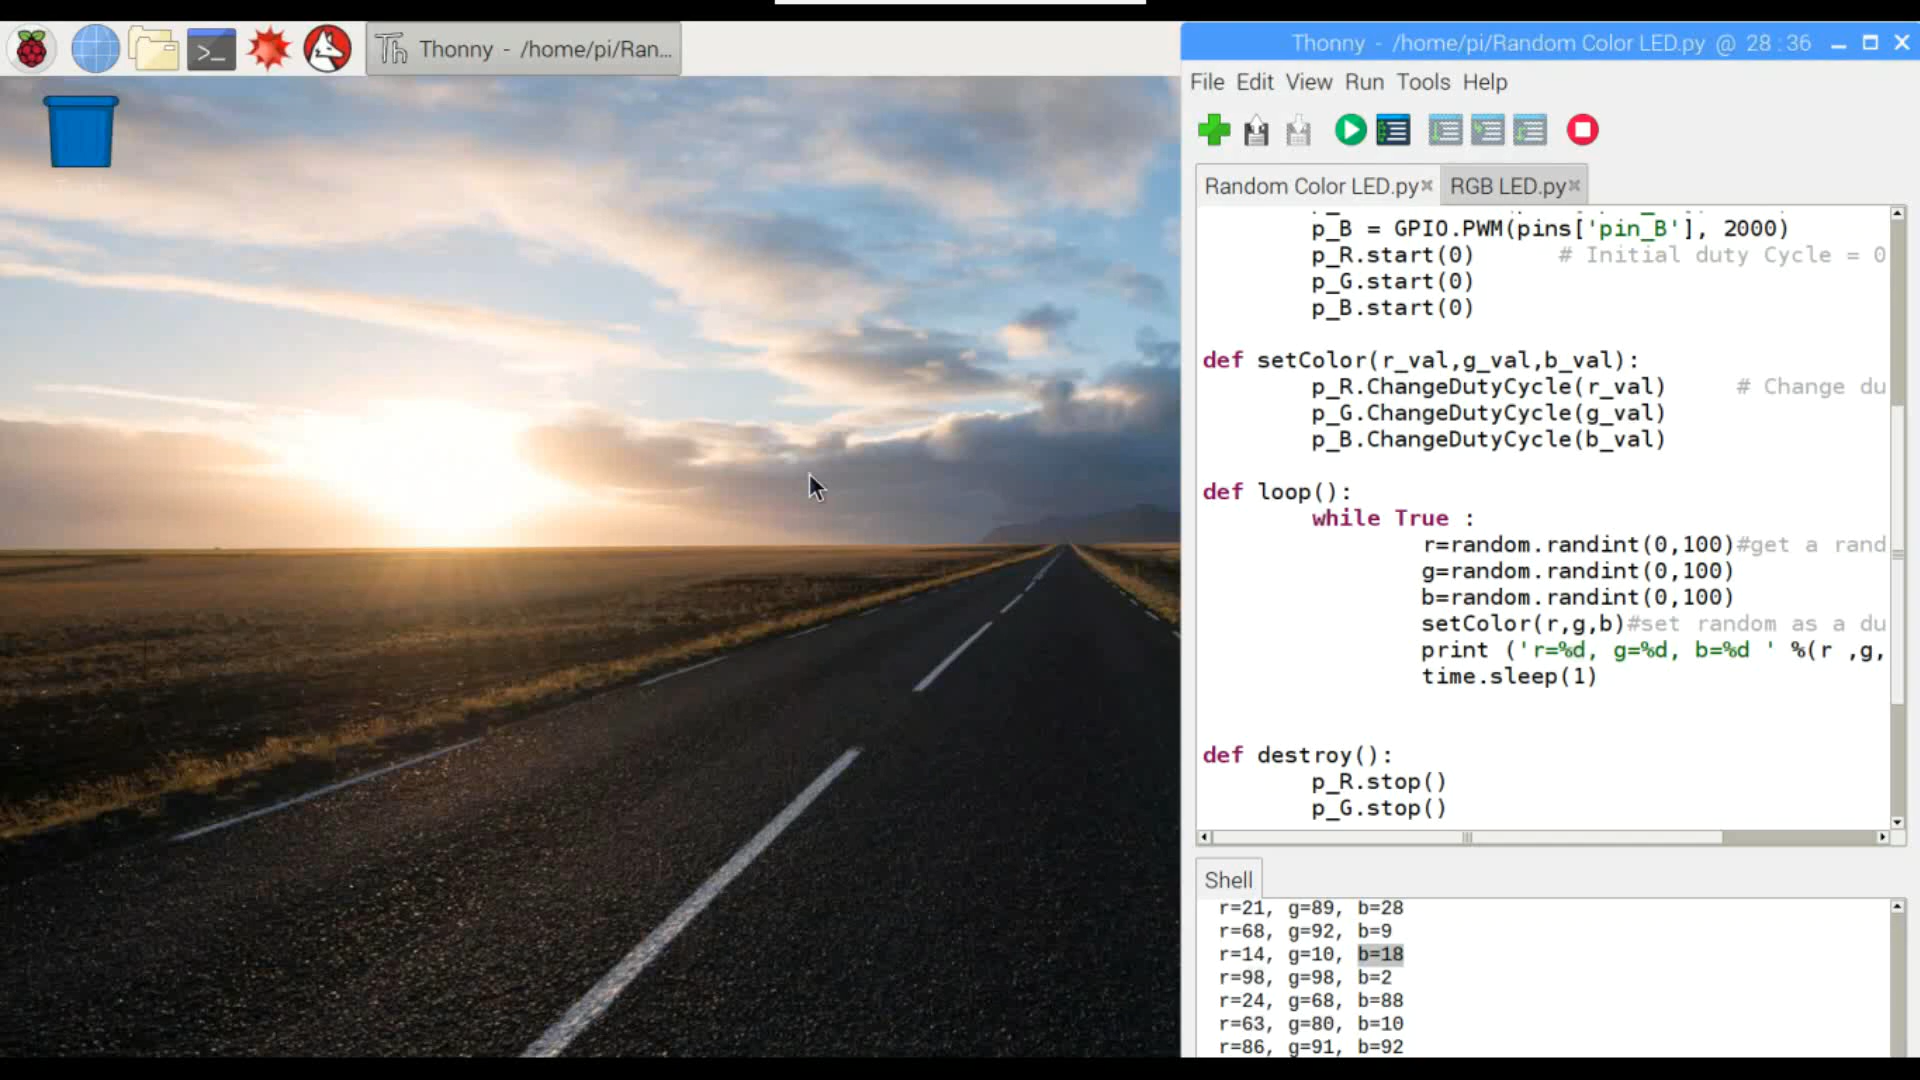 Thonny - /home/pi/Ran...
Thonny - /home/pi/Random Color LED.py @ 28 : 36
File Edit View Run Tools Help
Random Color LED.py RGB LED.py
p_B = GPIO.PWM(pins['pin_B'], 2000)
p_R.start(0) # Initial duty Cycle = 0
p_G.start(0)
p_B.start(0)
def setColor(r_val,g_val,b_val):
p_R.ChangeDutyCycle(r_val) # Change du
p_G.ChangeDutyCycle(g_val)
p_B.ChangeDutyCycle(b_val)
def loop():
while True :
r=random.randint(0,100)#get a rand
g=random.randint(0,100)
b=random.randint(0,100)
setColor(r,g,b)#set random as a du
print ('r=%d, g=%d, b=%d ' %(r ,g,
time.sleep(1)
def destroy():
p_R.stop()
p_G.stop()
Shell
r=21, g=89, b=28
r=68, g=92, b=9
r=14, g=10, b=18
r=98, g=98, b=2
r=24, g=68, b=88
r=63, g=80, b=10
r=86, g=91, b=92